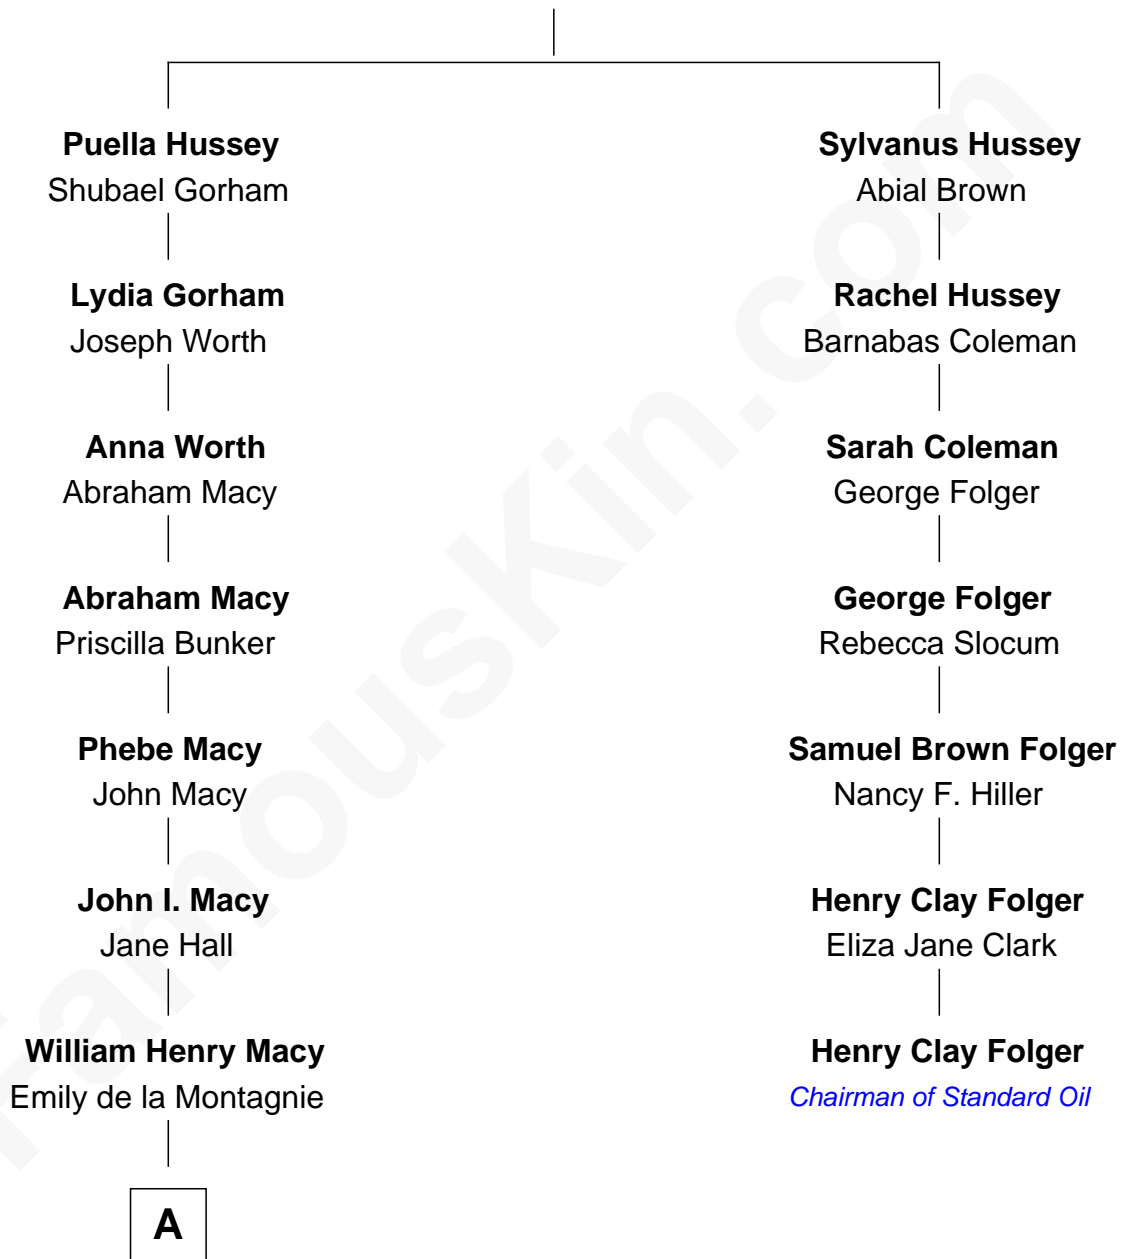 Puella Hussey
Shubael Gorham
Lydia Gorham
Joseph Worth
Anna Worth
Abraham Macy
Abraham Macy
Priscilla Bunker
Phebe Macy
John Macy
John I. Macy
Jane Hall
William Henry Macy
Emily de la Montagnie
A
Sylvanus Hussey
Abial Brown
Rachel Hussey
Barnabas Coleman
Sarah Coleman
George Folger
George Folger
Rebecca Slocum
Samuel Brown Folger
Nancy F. Hiller
Henry Clay Folger
Eliza Jane Clark
Henry Clay Folger
Chairman of Standard Oil
FamousKin.com